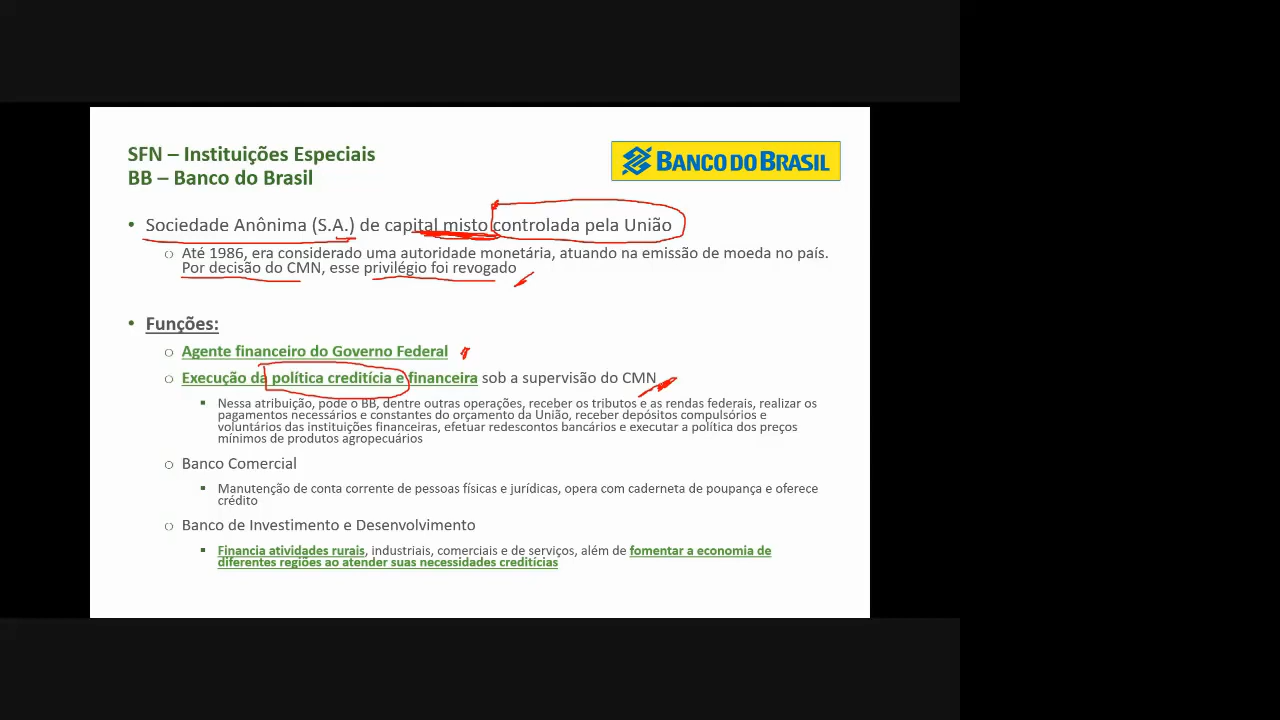 SFN – Instituições Especiais
BB – Banco do Brasil
BANCO DO BRASIL
• Sociedade Anônima (S.A.) de capital misto controlada pela União
o Até 1986, era considerado uma autoridade monetária, atuando na emissão de moeda no país.
Por decisão do CMN, esse privilégio foi revogado
• Funções:
o Agente financeiro do Governo Federal
o Execução da política creditícia e financeira sob a supervisão do CMN
▪ Nessa atribuição, pode o BB, dentre outras operações, receber os tributos e as rendas federais, realizar os
pagamentos necessários e constantes do orçamento da União, receber depósitos compulsórios e
voluntários das instituições financeiras, efetuar redescontos bancários e executar a política dos preços
mínimos de produtos agropecuários
o Banco Comercial
▪ Manutenção de conta corrente de pessoas físicas e jurídicas, opera com caderneta de poupança e oferece
crédito
o Banco de Investimento e Desenvolvimento
▪ Financia atividades rurais, industriais, comerciais e de serviços, além de fomentar a economia de
diferentes regiões ao atender suas necessidades creditícias